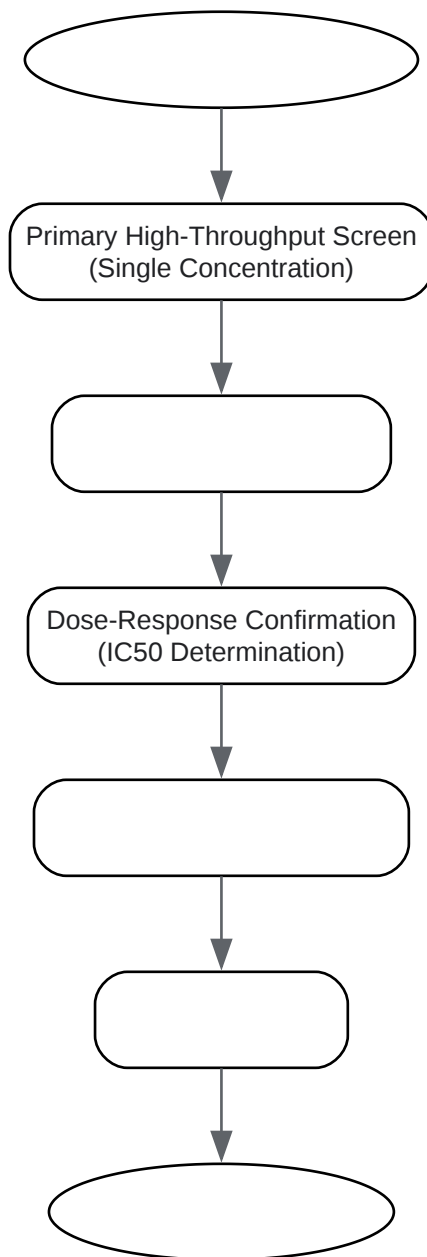 Primary High-Throughput Screen
(Single Concentration)
Dose-Response Confirmation
(IC50 Determination)